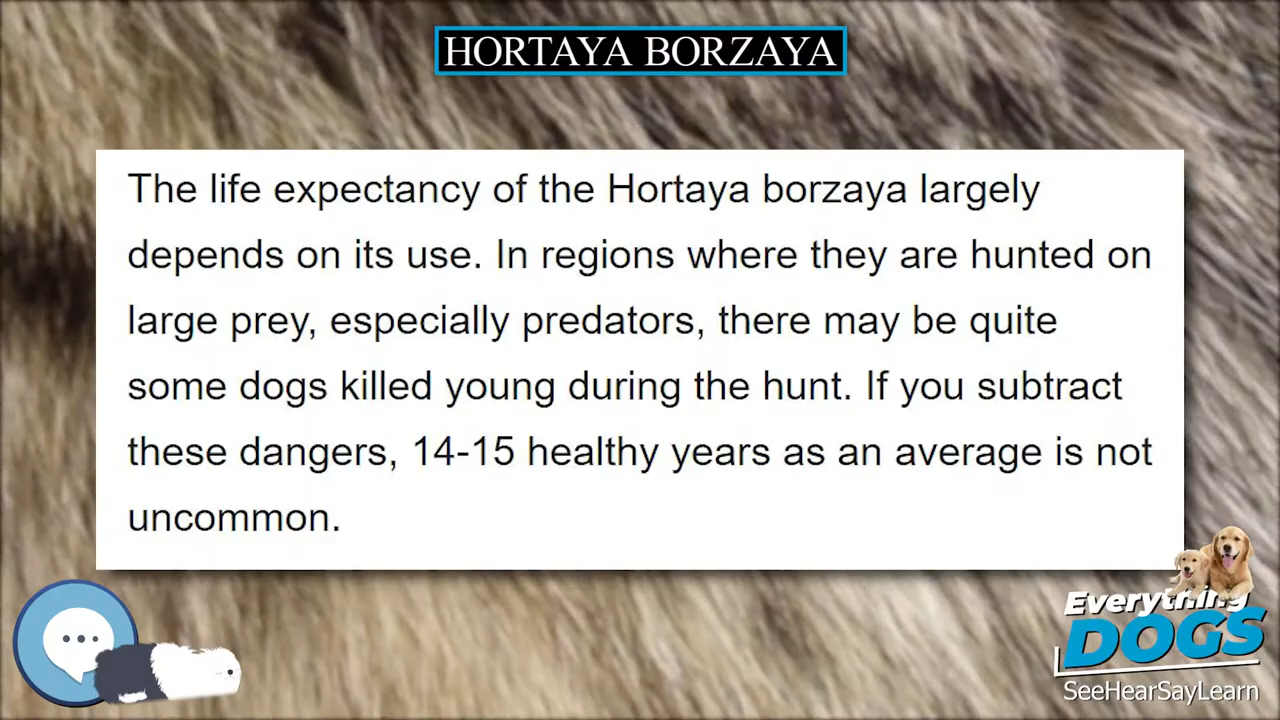 HORTAYA BORZAYA
The life expectancy of the Hortaya borzaya largely
depends on its use. In regions where they are hunted on
large prey, especially predators, there may be quite
some dogs killed young during the hunt. If you subtract
these dangers, 14-15 healthy years as an average is not
uncommon.
Everything
DOGS
SeeHearSayLearn